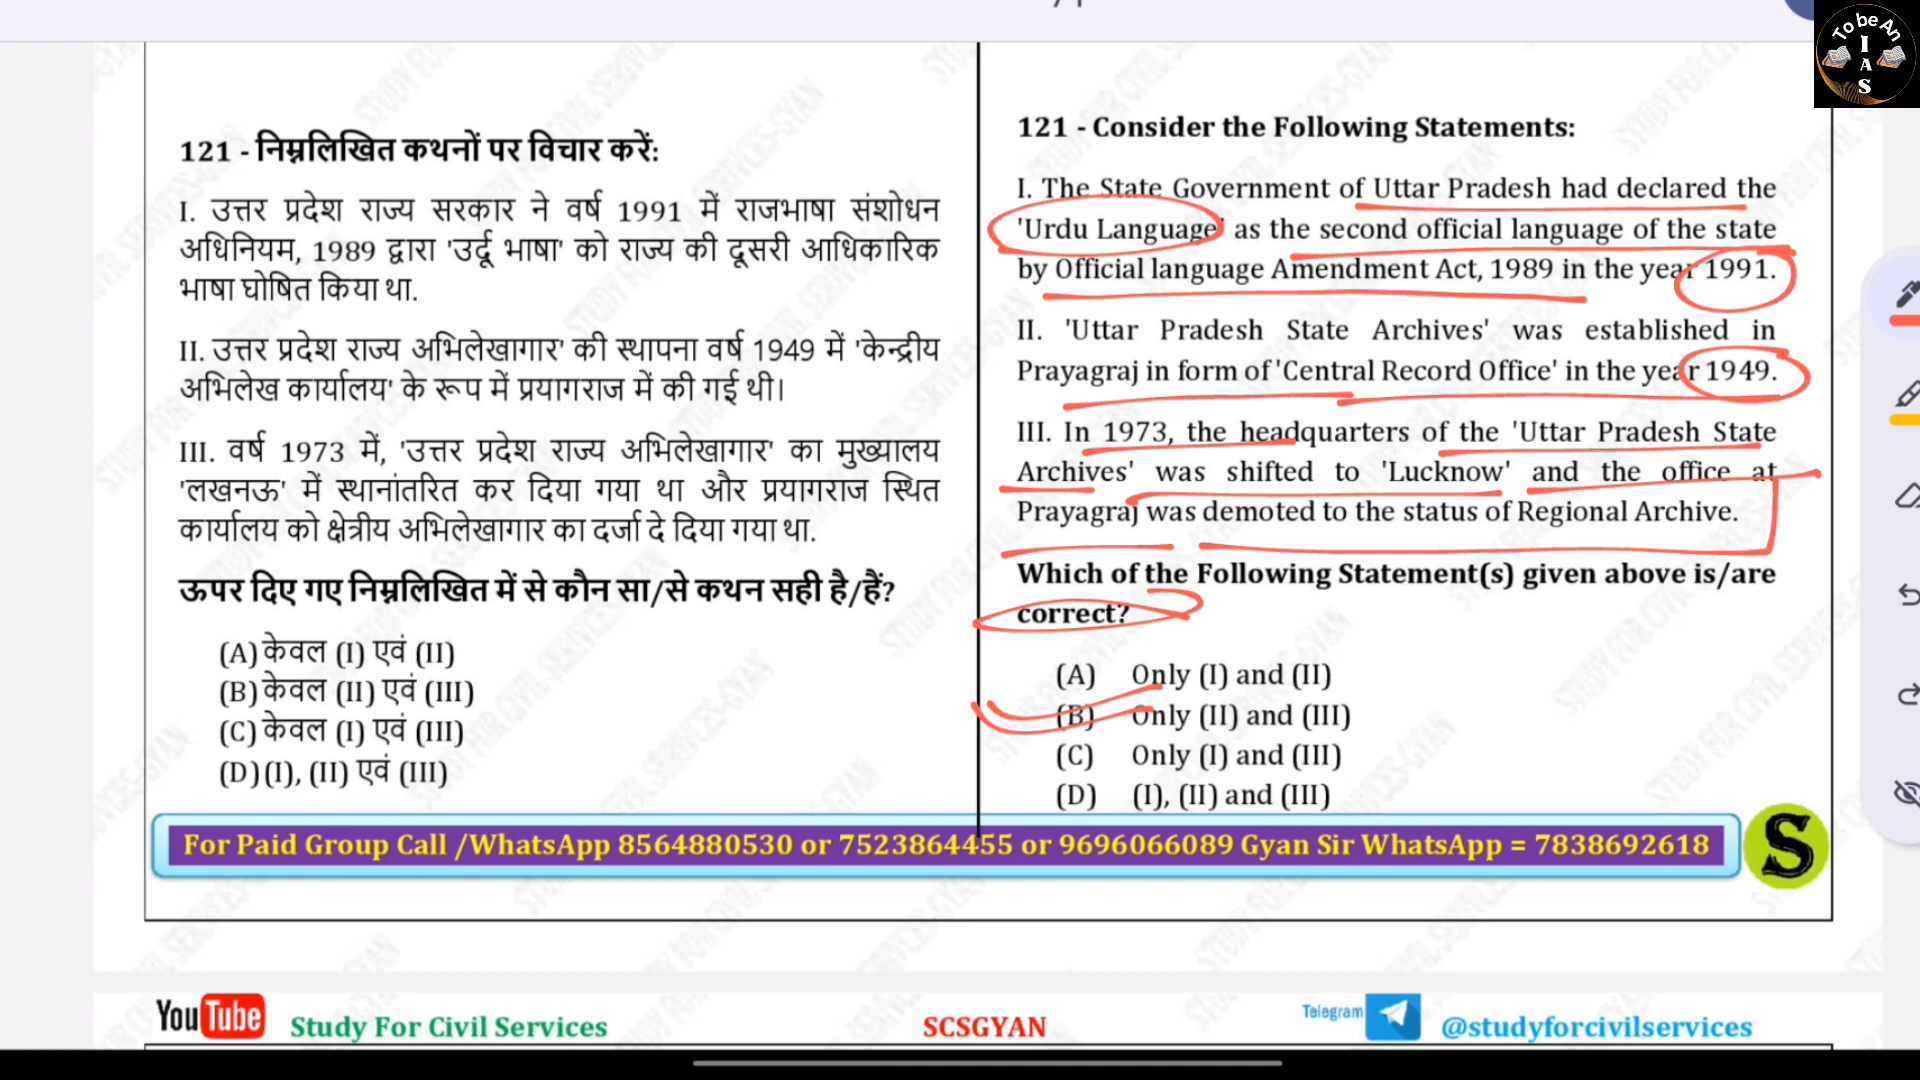 To be An
I
A
S
121 - निम्नलिखित कथनों पर विचार करें:
I. उत्तर प्रदेश राज्य सरकार ने वर्ष 1991 में राजभाषा संशोधन
अधिनियम, 1989 द्वारा 'उर्दू भाषा' को राज्य की दूसरी आधिकारिक
भाषा घोषित किया था.
II. उत्तर प्रदेश राज्य अभिलेखागार' की स्थापना वर्ष 1949 में 'केन्द्रीय
अभिलेख कार्यालय' के रूप में प्रयागराज में की गई थी।
III. वर्ष 1973 में, 'उत्तर प्रदेश राज्य अभिलेखागार' का मुख्यालय
'लखनऊ' में स्थानांतरित कर दिया गया था और प्रयागराज स्थित
कार्यालय को क्षेत्रीय अभिलेखागार का दर्जा दे दिया गया था.
ऊपर दिए गए निम्नलिखित में से कौन सा/से कथन सही है/हैं?
(A) केवल (I) एवं (II)
(B) केवल (II) एवं (III)
(C) केवल (I) एवं (III)
(D) (I), (II) एवं (III)
121 - Consider the Following Statements:
I. The State Government of Uttar Pradesh had declared the
'Urdu Language' as the second official language of the state
by Official language Amendment Act, 1989 in the year 1991.
II. 'Uttar Pradesh State Archives' was established in
Prayagraj in form of 'Central Record Office' in the year 1949.
III. In 1973, the headquarters of the 'Uttar Pradesh State
Archives' was shifted to 'Lucknow' and the office at
Prayagraj was demoted to the status of Regional Archive.
Which of the Following Statement(s) given above is/are
correct?
(A) Only (I) and (II)
(B) Only (II) and (III)
(C) Only (I) and (III)
(D) (I), (II) and (III)
For Paid Group Call /WhatsApp 8564880530 or 7523864455 or 9696066089 Gyan Sir WhatsApp = 7838692618
S
YouTube Study For Civil Services
SCSGYAN
Telegram @studyforcivilservices